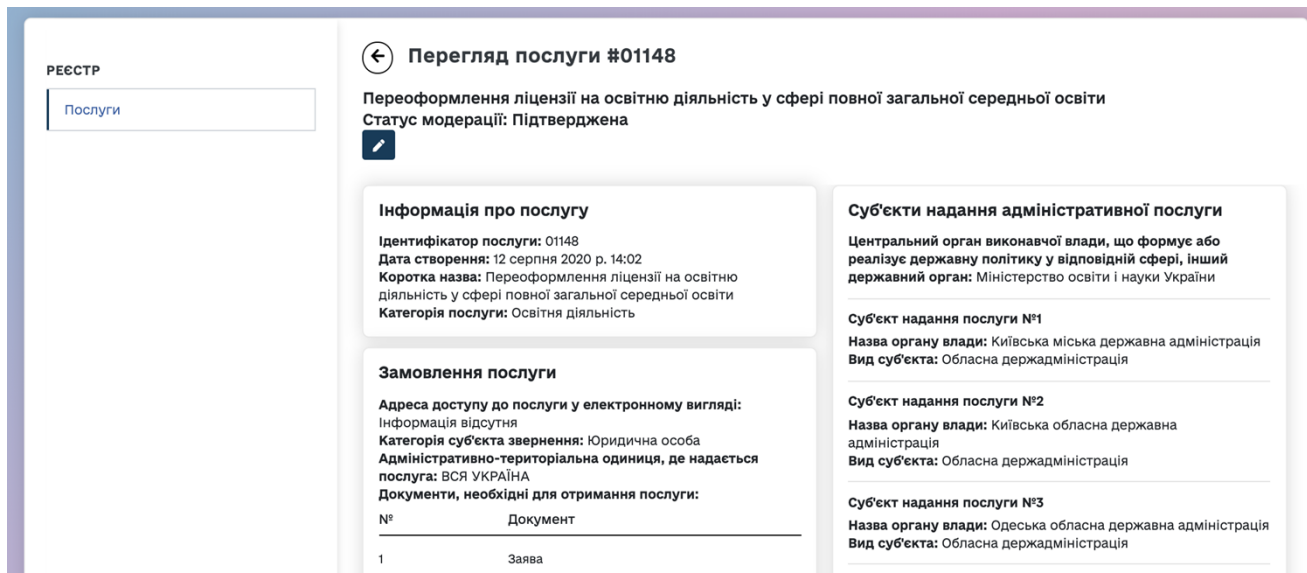 РЕЄСТР
Послуги
Перегляд послуги #01148
Переоформлення ліцензії на освітню діяльність у сфері повної загальної середньої освіти
Статус модерації: Підтверджена
Інформація про послугу
Ідентифікатор послуги: 01148
Дата створення: 12 серпня 2020 р. 14:02
Коротка назва: Переоформлення ліцензії на освітню
діяльність у сфері повної загальної середньої освіти
Категорія послуги: Освітня діяльність
Замовлення послуги
Адреса доступу до послуги у електронному вигляді:
Інформація відсутня
Категорія суб'єкта звернення: Юридична особа
Адміністративно-територіальна одиниця, де надається
послуга: ВСЯ УКРАЇНА
Документи, необхідні для отримання послуги:
№ Документ
1 Заява
Суб'єкти надання адміністративної послуги
Центральний орган виконавчої влади, що формує або
реалізує державну політику у відповідній сфері, інший
державний орган: Міністерство освіти і науки України
Суб'єкт надання послуги №1
Назва органу влади: Київська міська державна адміністрація
Вид суб'єкта: Обласна держадміністрація
Суб'єкт надання послуги №2
Назва органу влади: Київська обласна державна
адміністрація
Вид суб'єкта: Обласна держадміністрація
Суб'єкт надання послуги №3
Назва органу влади: Одеська обласна державна адміністрація
Вид суб'єкта: Обласна держадміністрація